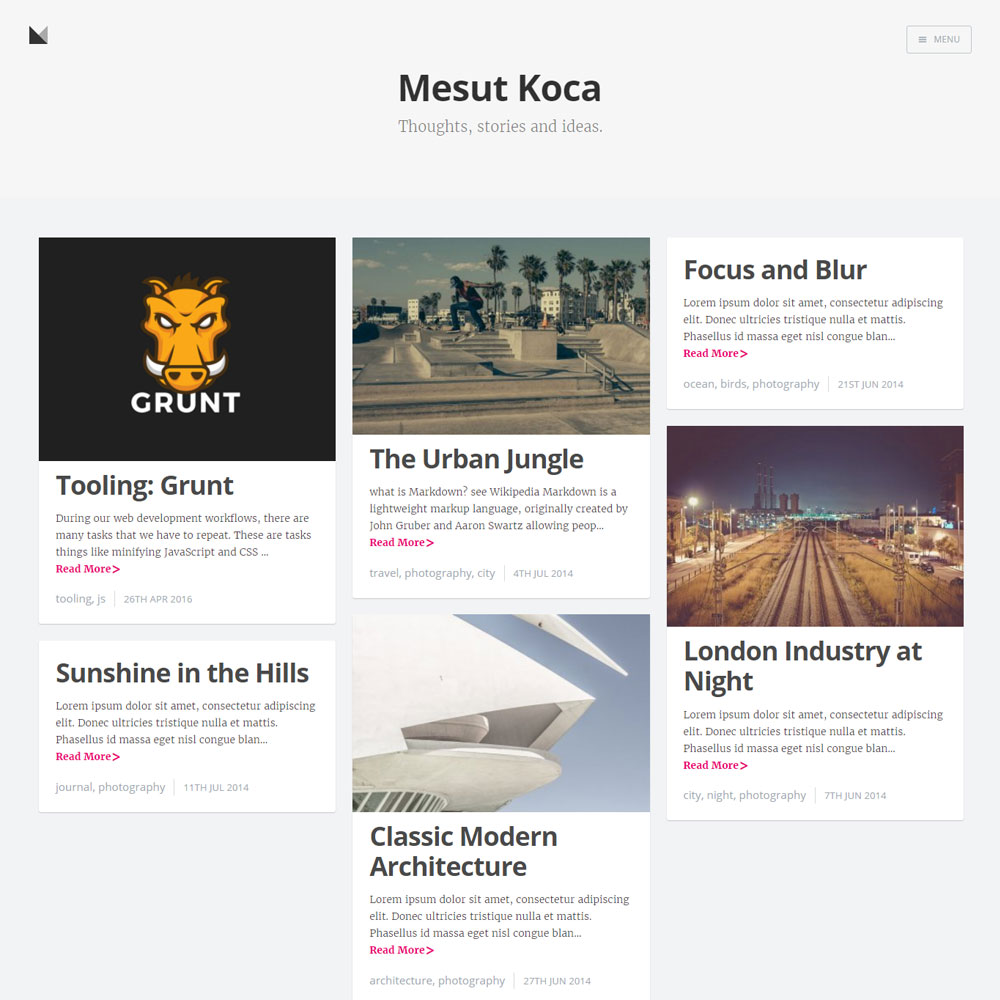 MENU
Mesut Koca
Thoughts, stories and ideas.
GRUNT
Tooling: Grunt
During our web development workflows, there are
many tasks that we have to repeat. These are tasks
things like minifying JavaScript and CSS ...
Read More>
tooling, js | 26TH APR 2016
Sunshine in the Hills
Lorem ipsum dolor sit amet, consectetur adipiscing
elit. Donec ultricies tristique nulla et mattis.
Phasellus id massa eget nisl congue blan...
Read More>
journal, photography | 11TH JUL 2014
The Urban Jungle
what is Markdown? see Wikipedia Markdown is a
lightweight markup language, originally created by
John Gruber and Aaron Swartz allowing peop...
Read More>
travel, photography, city | 4TH JUL 2014
Classic Modern
Architecture
Lorem ipsum dolor sit amet, consectetur adipiscing
elit. Donec ultricies tristique nulla et mattis.
Phasellus id massa eget nisl congue blan...
Read More>
architecture, photography | 27TH JUN 2014
Focus and Blur
Lorem ipsum dolor sit amet, consectetur adipiscing
elit. Donec ultricies tristique nulla et mattis.
Phasellus id massa eget nisl congue blan...
Read More>
ocean, birds, photography | 21ST JUN 2014
London Industry at
Night
Lorem ipsum dolor sit amet, consectetur adipiscing
elit. Donec ultricies tristique nulla et mattis.
Phasellus id massa eget nisl congue blan...
Read More>
city, night, photography | 7TH JUN 2014